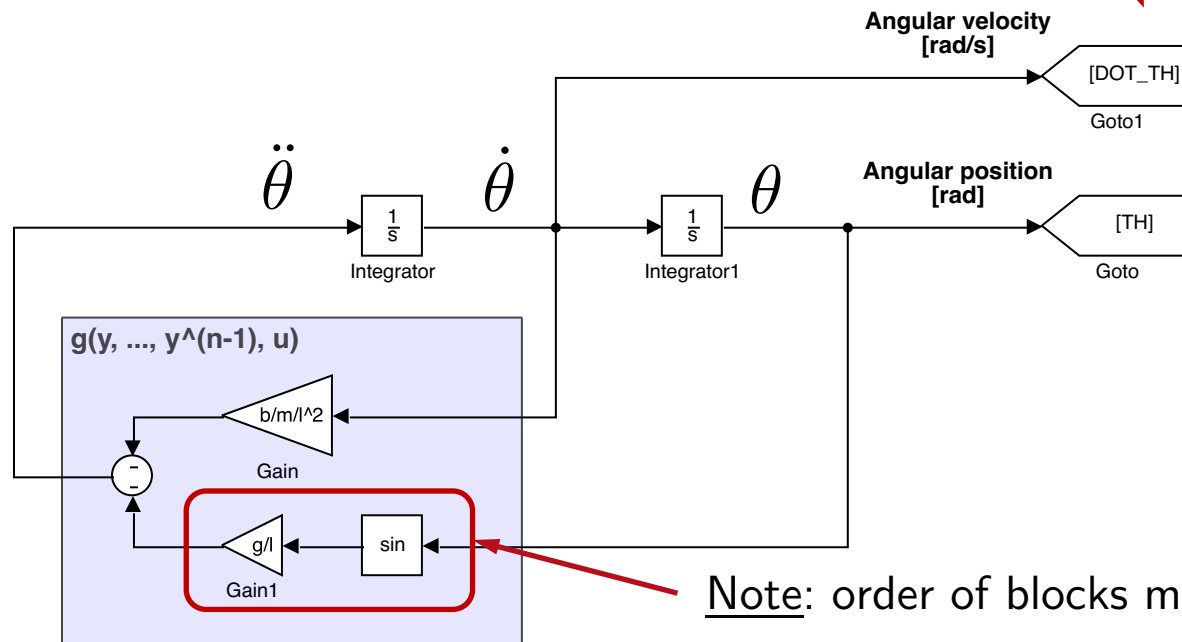 Angular velocity
[rad/s]
[DOT_TH]
Goto1
θ̈
θ̇
θ
Angular position
[rad]
[TH]
Goto
1/s
Integrator
1/s
Integrator1
g(y, ..., y^(n-1), u)
b/m/l^2
Gain
-
-
g/l
Gain1
sin
Note: order of blocks